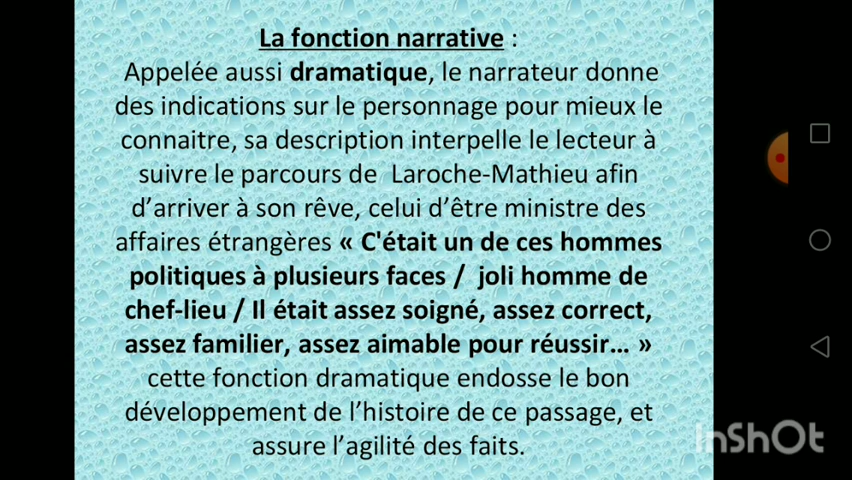 La fonction narrative :
Appelée aussi dramatique, le narrateur donne
des indications sur le personnage pour mieux le
connaitre, sa description interpelle le lecteur à
suivre le parcours de Laroche-Mathieu afin
d’arriver à son rêve, celui d’être ministre des
affaires étrangères « C'était un de ces hommes
politiques à plusieurs faces / joli homme de
chef-lieu / Il était assez soigné, assez correct,
assez familier, assez aimable pour réussir... »
cette fonction dramatique endosse le bon
développement de l’histoire de ce passage, et
assure l’agilité des faits.
InShOt